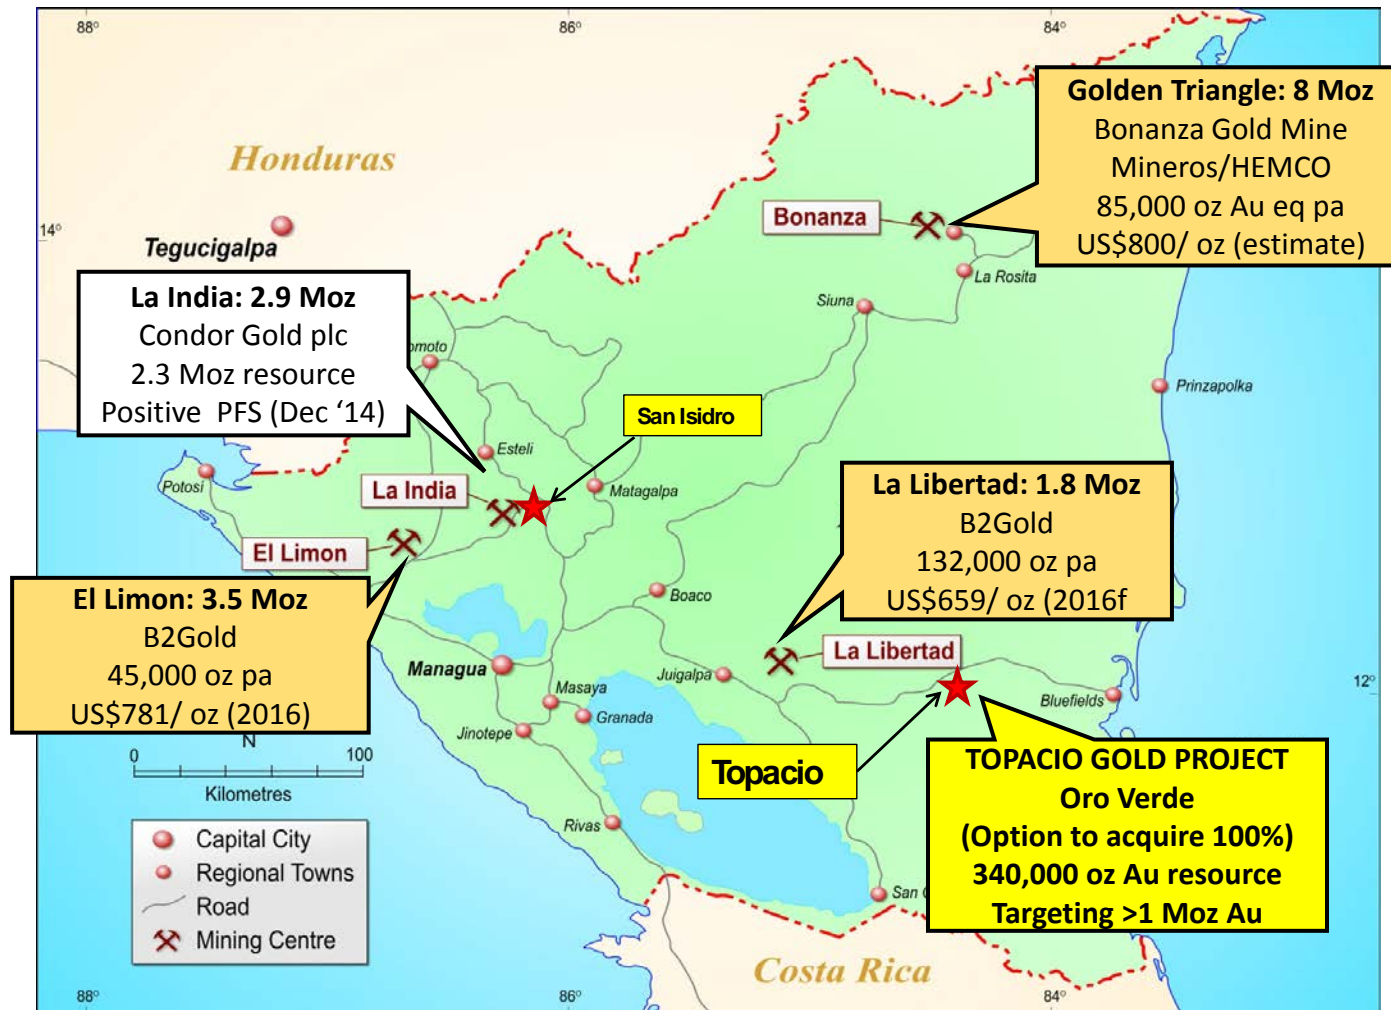 88°
86°
84°
Golden Triangle: 8 Moz
Bonanza Gold Mine
Mineros/HEMCO
85,000 oz Au eq pa
US$800/ oz (estimate)
Honduras
Bonanza
14°
Tegucigalpa
La Rosita
La India: 2.9 Moz
Condor Gold plc
2.3 Moz resource
Positive PFS (Dec ‘14)
Siuna
omoto
Prinzapolka
San Isidro
Esteli
Potosi
La India
Matagalpa
La Libertad: 1.8 Moz
B2Gold
132,000 oz pa
US$659/ oz (2016f
El Limon
El Limon: 3.5 Moz
B2Gold
45,000 oz pa
US$781/ oz (2016)
Boaco
La Libertad
Managua
Juigalpa
12°
Masaya
Bluefields
Granada
Jinotepe
N
0
100
Kilometres
Topacio
TOPACIO GOLD PROJECT
Oro Verde
(Option to acquire 100%)
340,000 oz Au resource
Targeting >1 Moz Au
Rivas
Capital City
Regional Towns
Road
Mining Centre
San C
Costa Rica
88°
86°
84°